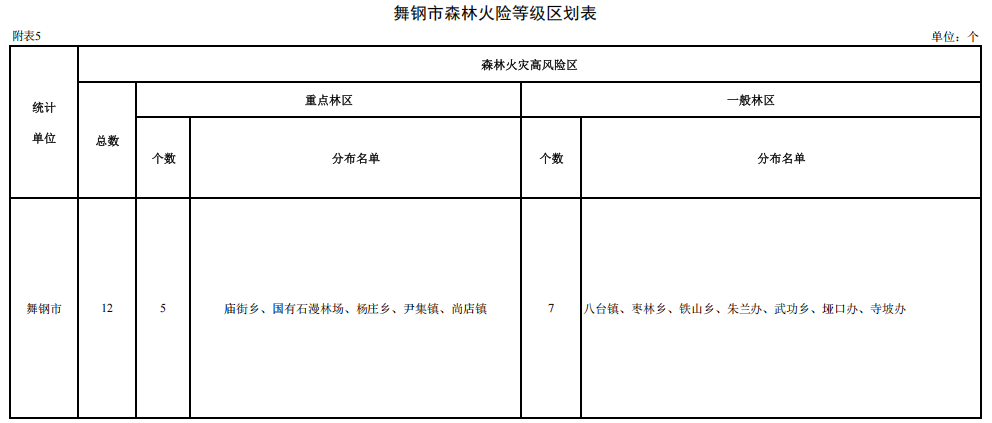 舞钢市森林火险等级区划表
附表5
单位：个
统计
单位
森林火灾高风险区
总数
重点林区
一般林区
个数
分布名单
个数
分布名单
舞钢市
12
5
庙街乡、国有石漫林场、杨庄乡、尹集镇、尚店镇
7
八台镇、枣林乡、铁山乡、朱兰办、武功乡、垭口办、寺坡办